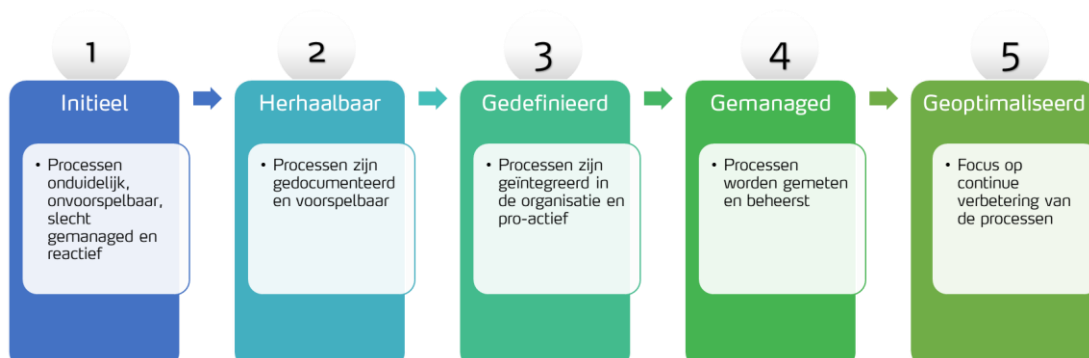 1
Initieel
• Processen
onduidelijk,
onvoorspelbaar,
slecht
gemanaged en
reactief
2
Herhaalbaar
• Processen zijn
gedocumenteerd
en voorspelbaar
3
Gedefinieerd
• Processen zijn
geïntegreerd in
de organisatie en
pro-actief
4
Gemanaged
• Processen
worden gemeten
en beheerst
5
Geoptimaliseerd
• Focus op
continue
verbetering van
de processen